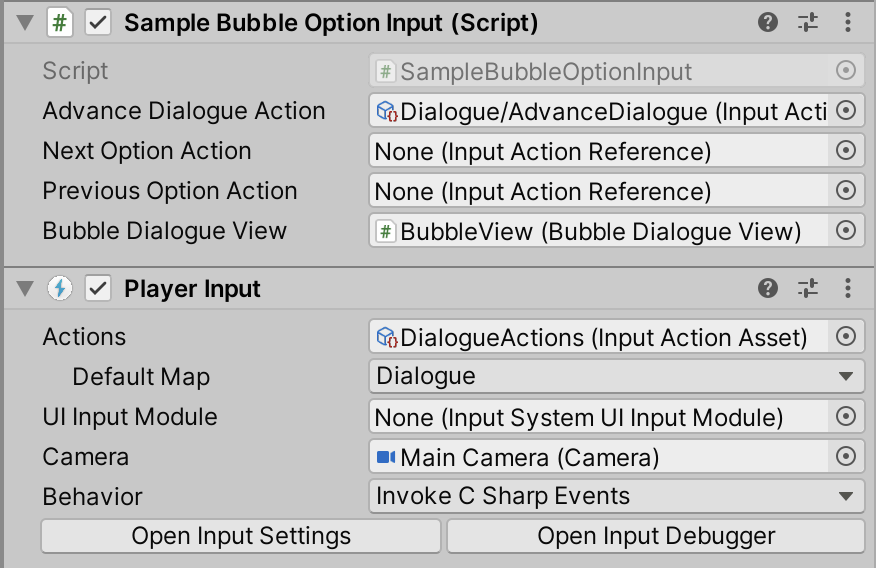 Sample Bubble Option Input (Script)
Script
# SampleBubbleOptionInput
Advance Dialogue Action
Dialogue/AdvanceDialogue (Input Acti
Next Option Action
None (Input Action Reference)
Previous Option Action
None (Input Action Reference)
Bubble Dialogue View
# BubbleView (Bubble Dialogue View)
Player Input
Actions
DialogueActions (Input Action Asset)
Default Map
Dialogue
UI Input Module
None (Input System UI Input Module)
Camera
Main Camera (Camera)
Behavior
Invoke C Sharp Events
Open Input Settings
Open Input Debugger